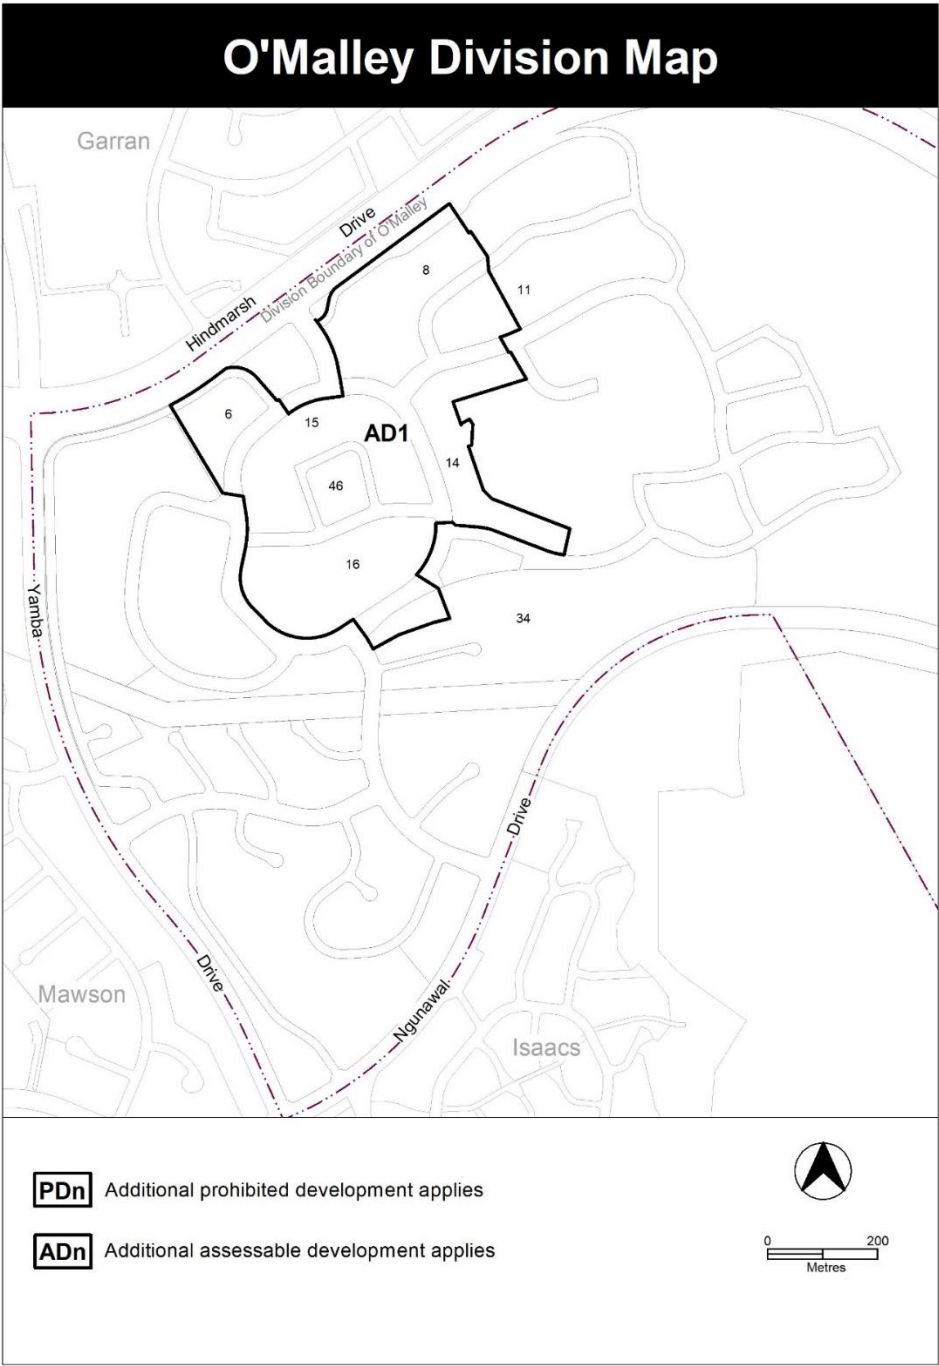 O'Malley Division Map
Garran
Drive
Division Boundary of O'Malley
Hindmarsh
8
11
6
15
AD1
14
46
16
Yamba
34
Drive
Drive
Ngunawal
Mawson
Isaacs
PDn Additional prohibited development applies
ADn Additional assessable development applies
0 200
Metres